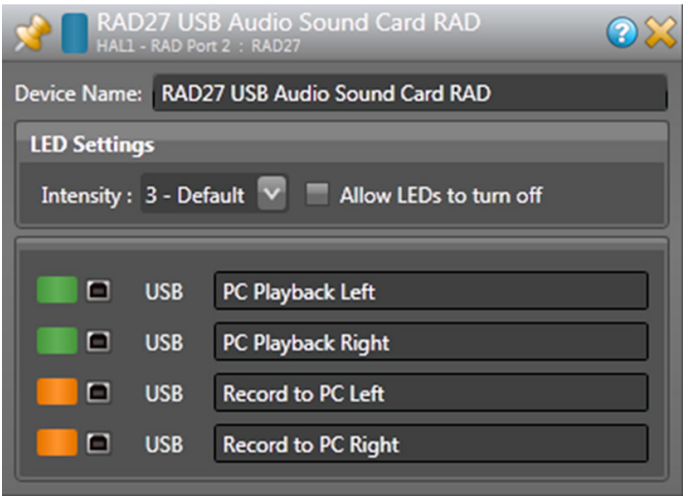 RAD27 USB Audio Sound Card RAD
HAL1 - RAD Port 2 : RAD27
Device Name: RAD27 USB Audio Sound Card RAD
LED Settings
Intensity : 3 - Default Allow LEDs to turn off
USB PC Playback Left
USB PC Playback Right
USB Record to PC Left
USB Record to PC Right